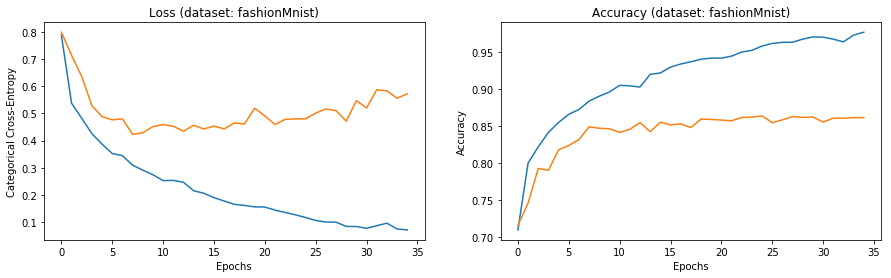 Loss (dataset: fashionMnist)
Categorical Cross-Entropy
0.8
0.7
0.6
0.5
0.4
0.3
0.2
0.1
0 5 10 15 20 25 30 35
Epochs
Accuracy (dataset: fashionMnist)
Accuracy
0.95
0.90
0.85
0.80
0.75
0.70
0 5 10 15 20 25 30 35
Epochs